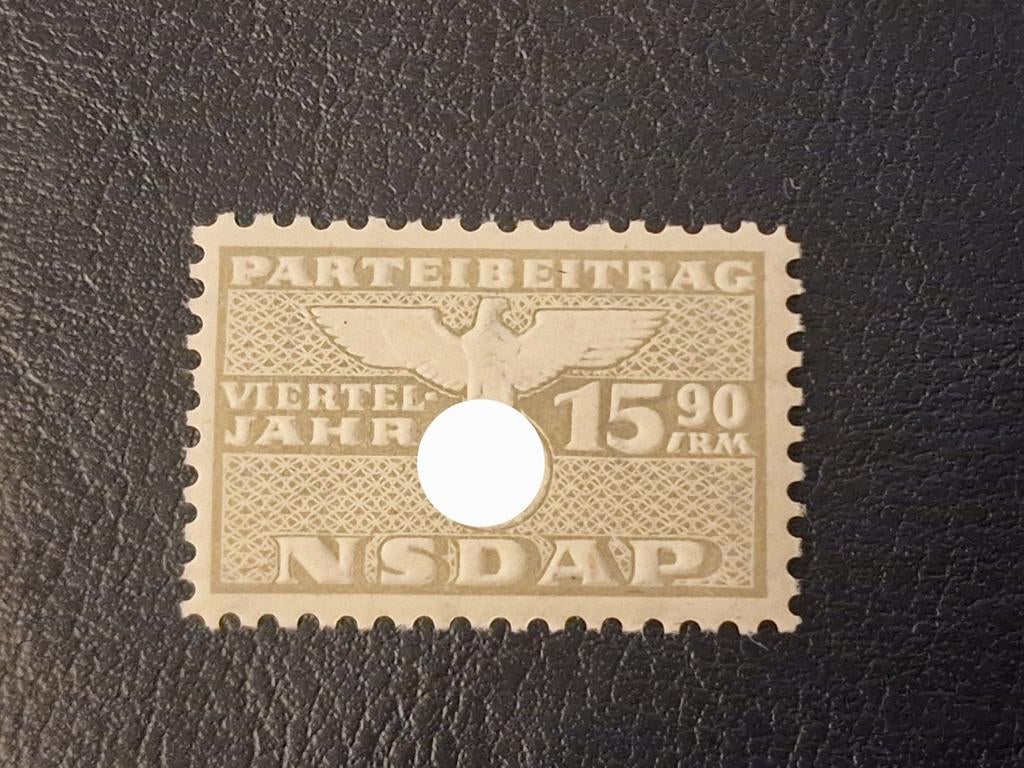 PARTEIBEITRAG
VIERTEL-
JAHR
15 90
/RM
NSDAP